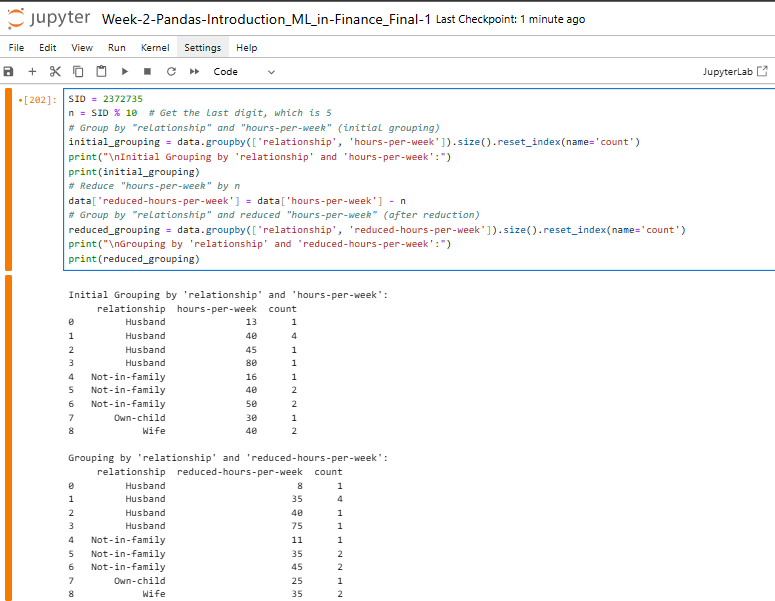 jupyter Week-2-Pandas-Introduction_ML_in-Finance_Final-1 Last Checkpoint: 1 minute ago
File Edit View Run Kernel Settings Help
Code JupyterLab
[202]: SID = 2372735
n = SID % 10  # Get the last digit, which is 5
# Group by "relationship" and "hours-per-week" (initial grouping)
initial_grouping = data.groupby(['relationship', 'hours-per-week']).size().reset_index(name='count')
print("\nInitial Grouping by 'relationship' and 'hours-per-week':")
print(initial_grouping)
# Reduce "hours-per-week" by n
data['reduced-hours-per-week'] = data['hours-per-week'] - n
# Group by "relationship" and reduced "hours-per-week" (after reduction)
reduced_grouping = data.groupby(['relationship', 'reduced-hours-per-week']).size().reset_index(name='count')
print("\nGrouping by 'relationship' and 'reduced-hours-per-week':")
print(reduced_grouping)
Initial Grouping by 'relationship' and 'hours-per-week':
relationship hours-per-week count
0 Husband 13 1
1 Husband 40 4
2 Husband 45 1
3 Husband 80 1
4 Not-in-family 16 1
5 Not-in-family 40 2
6 Not-in-family 50 2
7 Own-child 30 1
8 Wife 40 2
Grouping by 'relationship' and 'reduced-hours-per-week':
relationship reduced-hours-per-week count
0 Husband 8 1
1 Husband 35 4
2 Husband 40 1
3 Husband 75 1
4 Not-in-family 11 1
5 Not-in-family 35 2
6 Not-in-family 45 2
7 Own-child 25 1
8 Wife 35 2